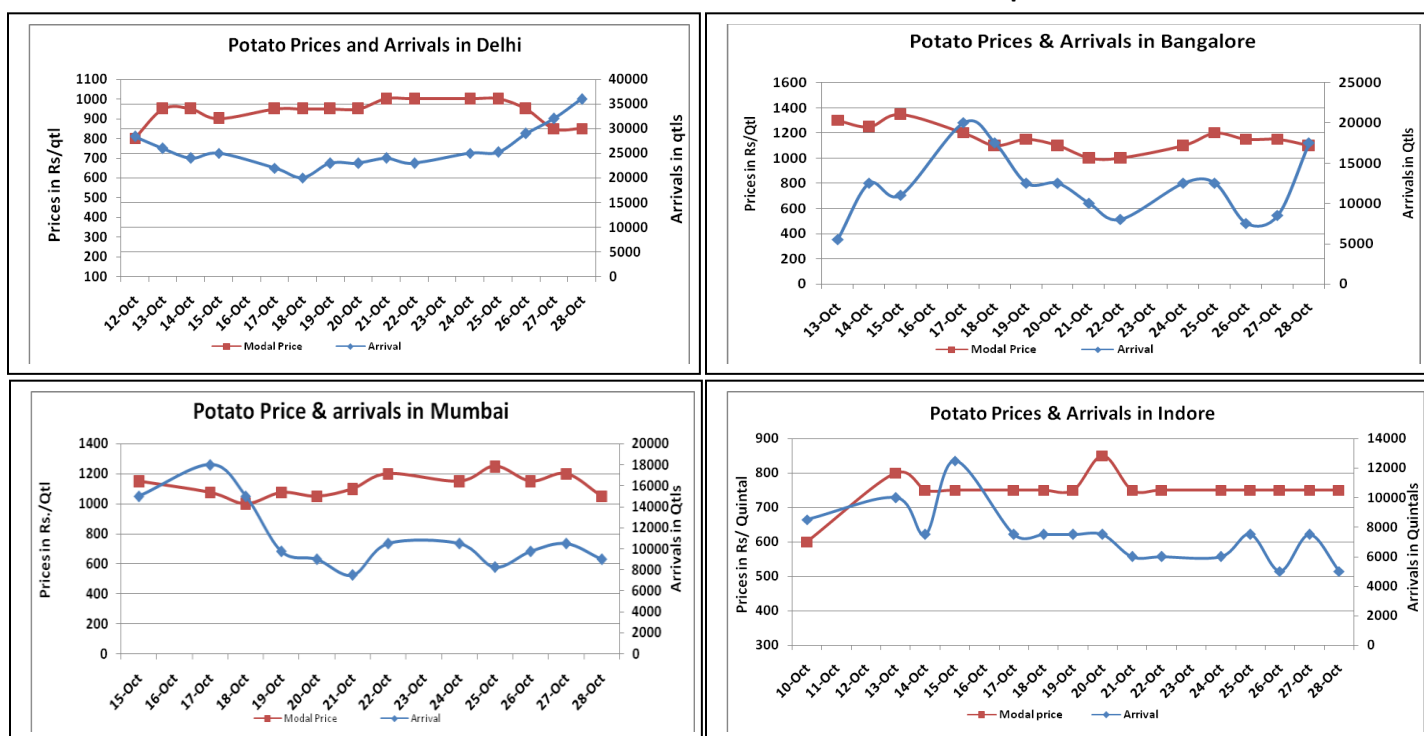 Potato Prices and Arrivals in Delhi
Prices in Rs/qtl
1100
1000
900
800
700
600
500
400
300
200
100
40000
35000
30000
25000
20000
15000
10000
5000
0
Arrivals in qtls
12-Oct
13-Oct
14-Oct
15-Oct
16-Oct
17-Oct
18-Oct
19-Oct
20-Oct
21-Oct
22-Oct
23-Oct
24-Oct
25-Oct
26-Oct
27-Oct
28-Oct
Modal Price Arrival
Potato Prices & Arrivals in Bangalore
Prices in Rs/Qtl
1600
1400
1200
1000
800
600
400
200
0
25000
20000
15000
10000
5000
0
Arrivals in Qtls
13-Oct
14-Oct
15-Oct
16-Oct
17-Oct
18-Oct
19-Oct
20-Oct
21-Oct
22-Oct
23-Oct
24-Oct
25-Oct
26-Oct
27-Oct
28-Oct
Modal Price Arrival
Potato Price & arrivals in Mumbai
Prices in Rs./Qtl
1400
1200
1000
800
600
400
200
0
20000
18000
16000
14000
12000
10000
8000
6000
4000
2000
0
Arrivals in Qtls
15-Oct
16-Oct
17-Oct
18-Oct
19-Oct
20-Oct
21-Oct
22-Oct
23-Oct
24-Oct
25-Oct
26-Oct
27-Oct
28-Oct
Modal Price Arrival
Potato Prices & Arrivals in Indore
Prices in Rs/ Quintal
900
800
700
600
500
400
300
14000
12000
10000
8000
6000
4000
2000
0
Arrivals in Quintals
10-Oct
11-Oct
12-Oct
13-Oct
14-Oct
15-Oct
16-Oct
17-Oct
18-Oct
19-Oct
20-Oct
21-Oct
22-Oct
23-Oct
24-Oct
25-Oct
26-Oct
27-Oct
28-Oct
Modal price Arrival